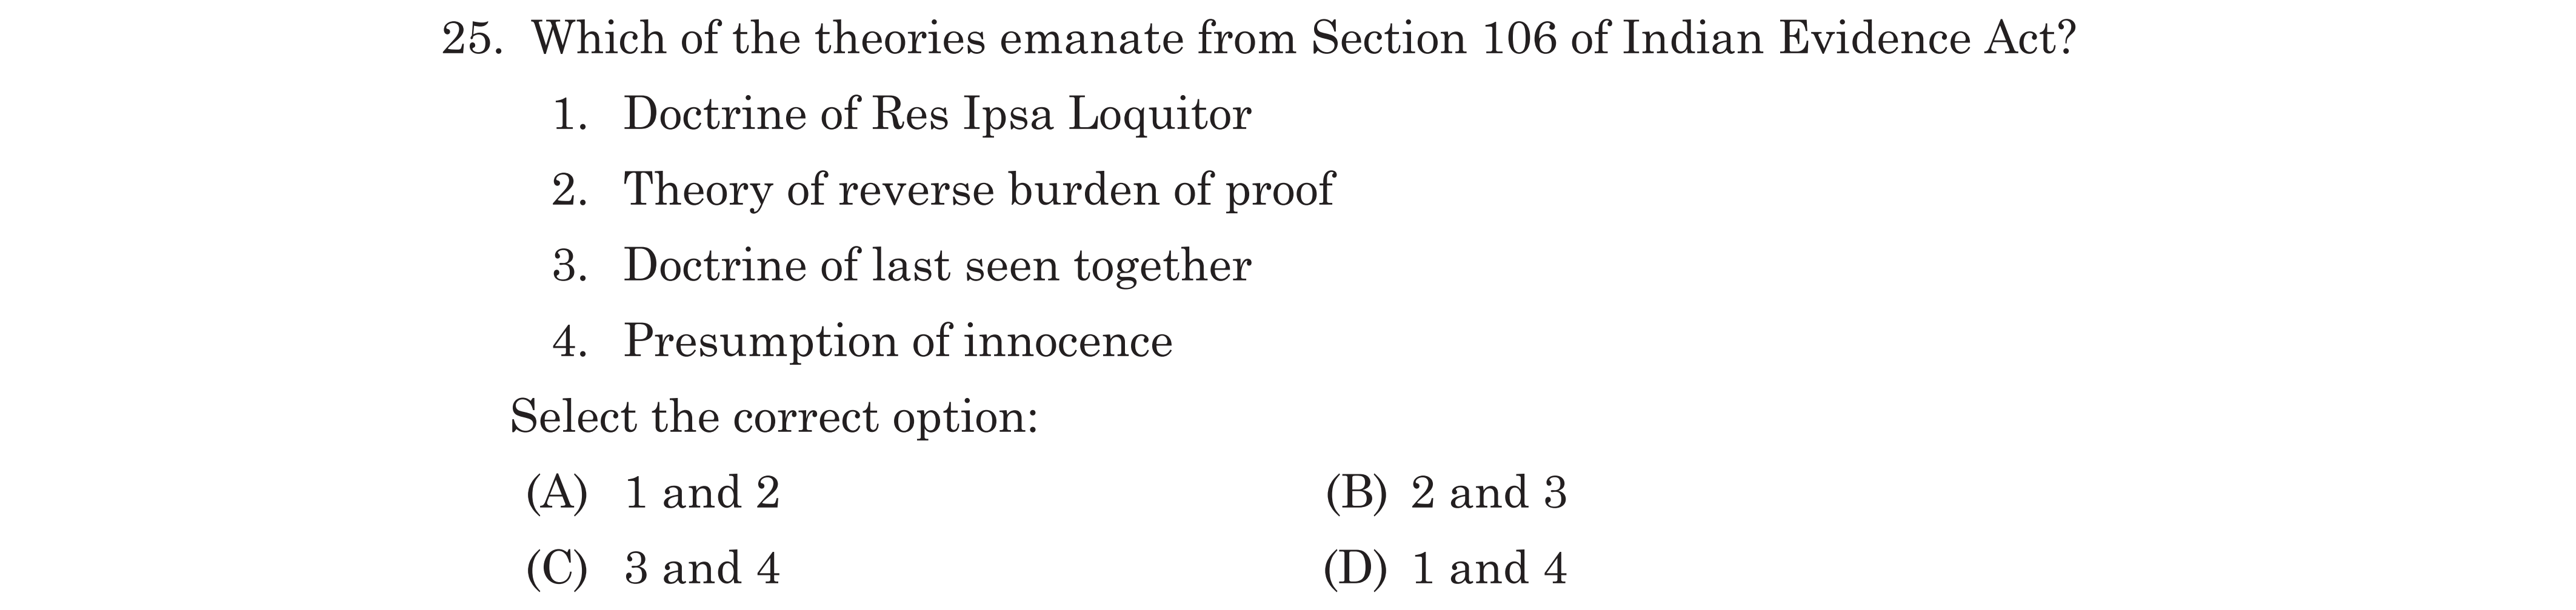 25. Which of the theories emanate from Section 106 of Indian Evidence Act?
1. Doctrine of Res Ipsa Loquitor
2. Theory of reverse burden of proof
3. Doctrine of last seen together
4. Presumption of innocence
Select the correct option:
(A) 1 and 2 (B) 2 and 3
(C) 3 and 4 (D) 1 and 4